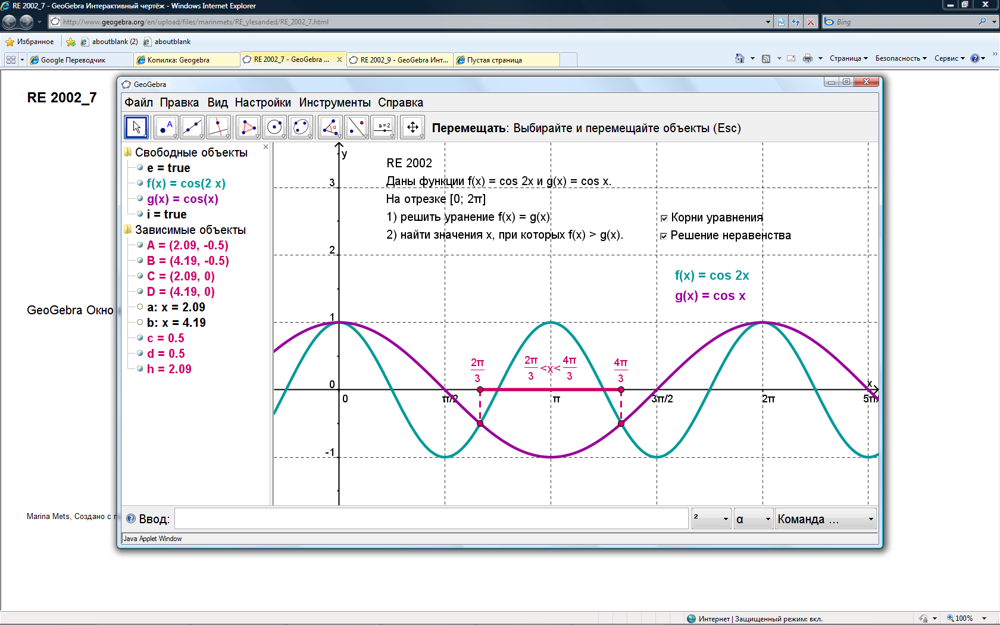 RE 2002_7 - GeoGebra Интерактивный чертёж - Windows Internet Explorer
http://www.geogebra.org/en/upload/files/marinmets/RE_ylesanded/RE_2002_7.html
Bing
Избранное
aboutblank (2)
aboutblank
Google Переводчик
Копилка: Geogebra
RE 2002_7 - GeoGebra ...
RE 2002_9 - GeoGebra Инт...
Пустая страница
Страница
Безопасность
Сервис
RE 2002_7
GeoGebra Окно
Marina Mets, Создано с
GeoGebra
Файл Правка Вид Настройки Инструменты Справка
A
α
a = 2
Перемещать: Выбирайте и перемещайте объекты (Esc)
Свободные объекты
e = true
f(x) = cos(2 x)
g(x) = cos(x)
i = true
Зависимые объекты
A = (2.09, -0.5)
B = (4.19, -0.5)
C = (2.09, 0)
D = (4.19, 0)
a: x = 2.09
b: x = 4.19
c = 0.5
d = 0.5
h = 2.09
y
RE 2002
Даны функции f(x) = cos 2x и g(x) = cos x.
На отрезке [0; 2π]
1) решить уранение f(x) = g(x)
2) найти значения x, при которых f(x) > g(x).
Корни уравнения
Решение неравенства
f(x) = cos 2x
g(x) = cos x
3
2
1
0
-1
2π/3
2π/3 <x< 4π/3
4π/3
x
0 π/2 π 3π/2 2π 5π/
Ввод:
²
α
Команда ...
Java Applet Window
Интернет | Защищенный режим: вкл.
100%